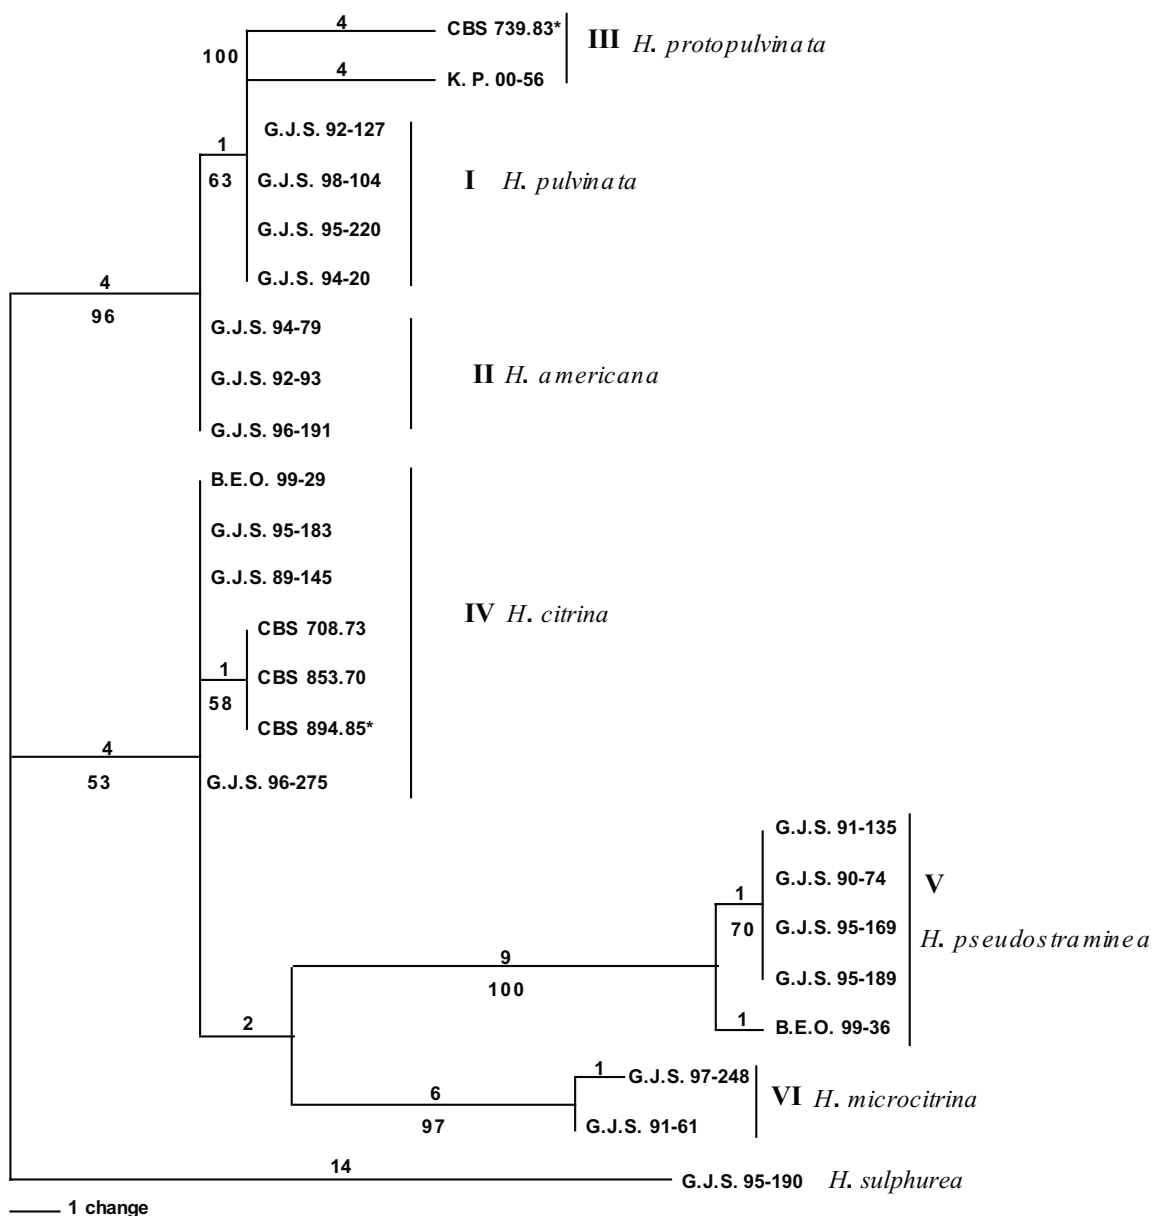 4
CBS 739.83*
III H. protopulvinata
100
4
K. P. 00-56
G.J.S. 92-127
1
63
G.J.S. 98-104
I H. pulvinata
G.J.S. 95-220
G.J.S. 94-20
4
96
G.J.S. 94-79
G.J.S. 92-93
II H. americana
G.J.S. 96-191
B.E.O. 99-29
G.J.S. 95-183
G.J.S. 89-145
IV H. citrina
CBS 708.73
1
58
CBS 853.70
CBS 894.85*
4
53
G.J.S. 96-275
G.J.S. 91-135
G.J.S. 90-74
V
1
70
G.J.S. 95-169
H. pseudostraminea
9
100
G.J.S. 95-189
1
B.E.O. 99-36
2
1
G.J.S. 97-248
VI H. microcitrina
6
97
G.J.S. 91-61
14
G.J.S. 95-190 H. sulphurea
1 change